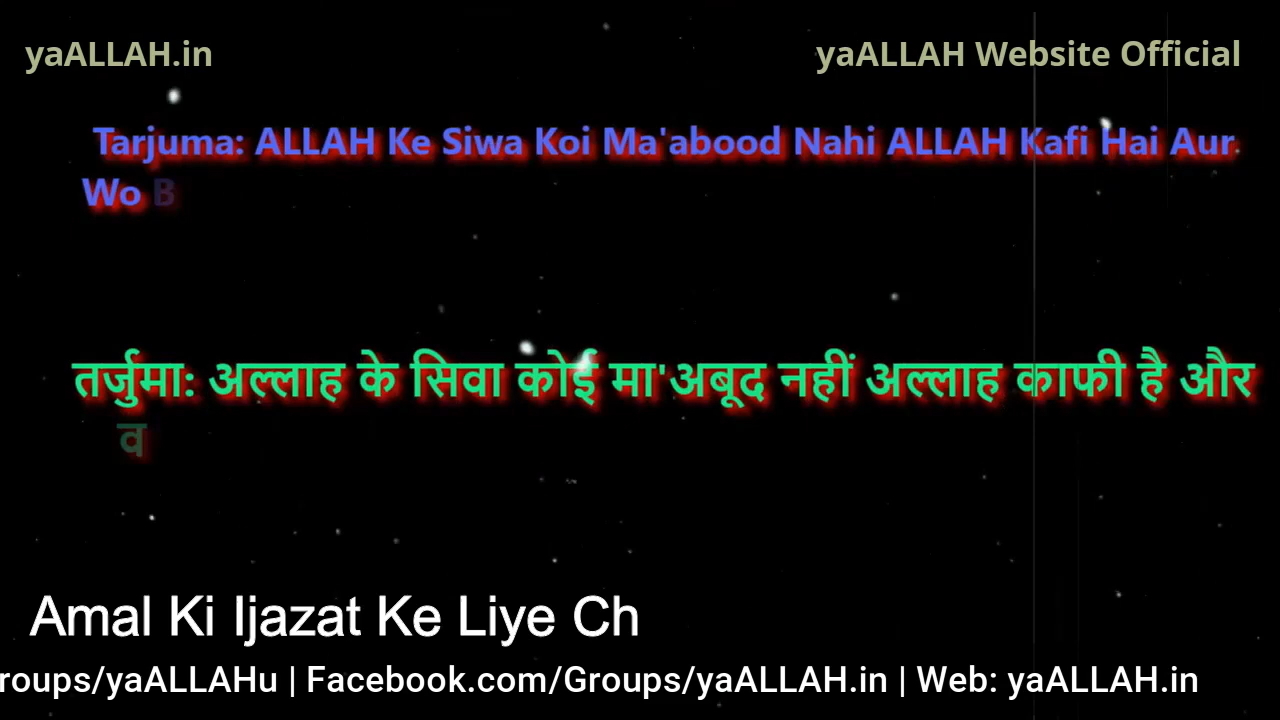 yaALLAH.in
yaALLAH Website Official
Tarjuma: ALLAH Ke Siwa Koi Ma'abood Nahi ALLAH Kafi Hai Aur
Wo B
तर्जुमा: अल्लाह के सिवा कोई मा'अबूद नहीं अल्लाह काफी है और
व
Amal Ki Ijazat Ke Liye Ch
roups/yaALLAHu | Facebook.com/Groups/yaALLAH.in | Web: yaALLAH.in